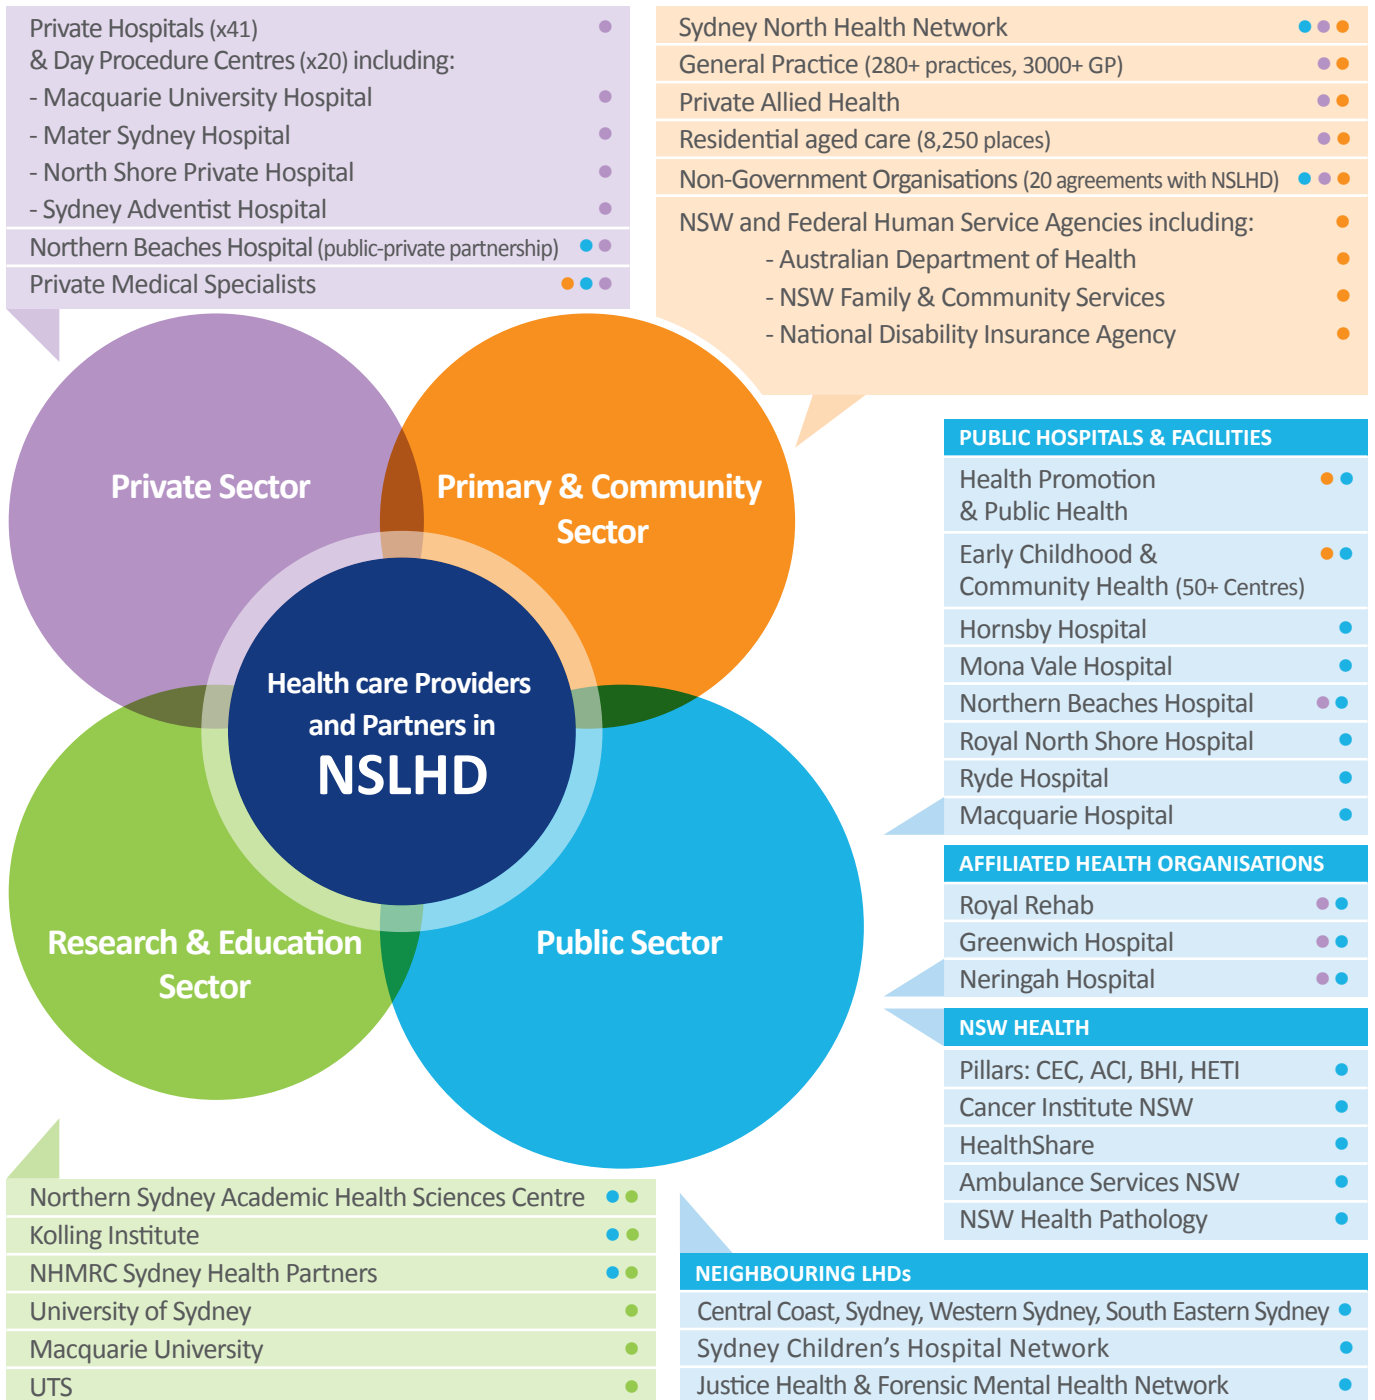 Private Hospitals (x41)
& Day Procedure Centres (x20) including:
- Macquarie University Hospital
- Mater Sydney Hospital
- North Shore Private Hospital
- Sydney Adventist Hospital
Northern Beaches Hospital (public-private partnership)
Private Medical Specialists
Sydney North Health Network
General Practice (280+ practices, 3000+ GP)
Private Allied Health
Residential aged care (8,250 places)
Non-Government Organisations (20 agreements with NSLHD)
NSW and Federal Human Service Agencies including:
- Australian Department of Health
- NSW Family & Community Services
- National Disability Insurance Agency
Private Sector
Primary & Community
Sector
Health care Providers
and Partners in
NSLHD
Research & Education
Sector
Public Sector
PUBLIC HOSPITALS & FACILITIES
Health Promotion
& Public Health
Early Childhood &
Community Health (50+ Centres)
Hornsby Hospital
Mona Vale Hospital
Northern Beaches Hospital
Royal North Shore Hospital
Ryde Hospital
Macquarie Hospital
AFFILIATED HEALTH ORGANISATIONS
Royal Rehab
Greenwich Hospital
Neringah Hospital
NSW HEALTH
Pillars: CEC, ACI, BHI, HETI
Cancer Institute NSW
HealthShare
Ambulance Services NSW
NSW Health Pathology
Northern Sydney Academic Health Sciences Centre
Kolling Institute
NHMRC Sydney Health Partners
University of Sydney
Macquarie University
UTS
NEIGHBOURING LHDs
Central Coast, Sydney, Western Sydney, South Eastern Sydney
Sydney Children's Hospital Network
Justice Health & Forensic Mental Health Network